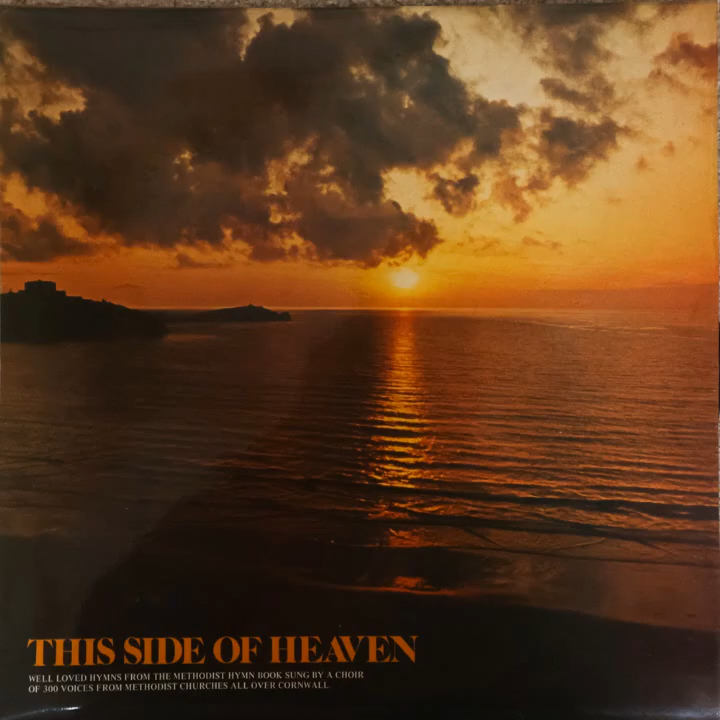 THIS SIDE OF HEAVEN
WELL LOVED HYMNS FROM THE METHODIST HYMN BOOK SUNG BY A CHOIR
OF 300 VOICES FROM METHODIST CHURCHES ALL OVER CORNWALL.